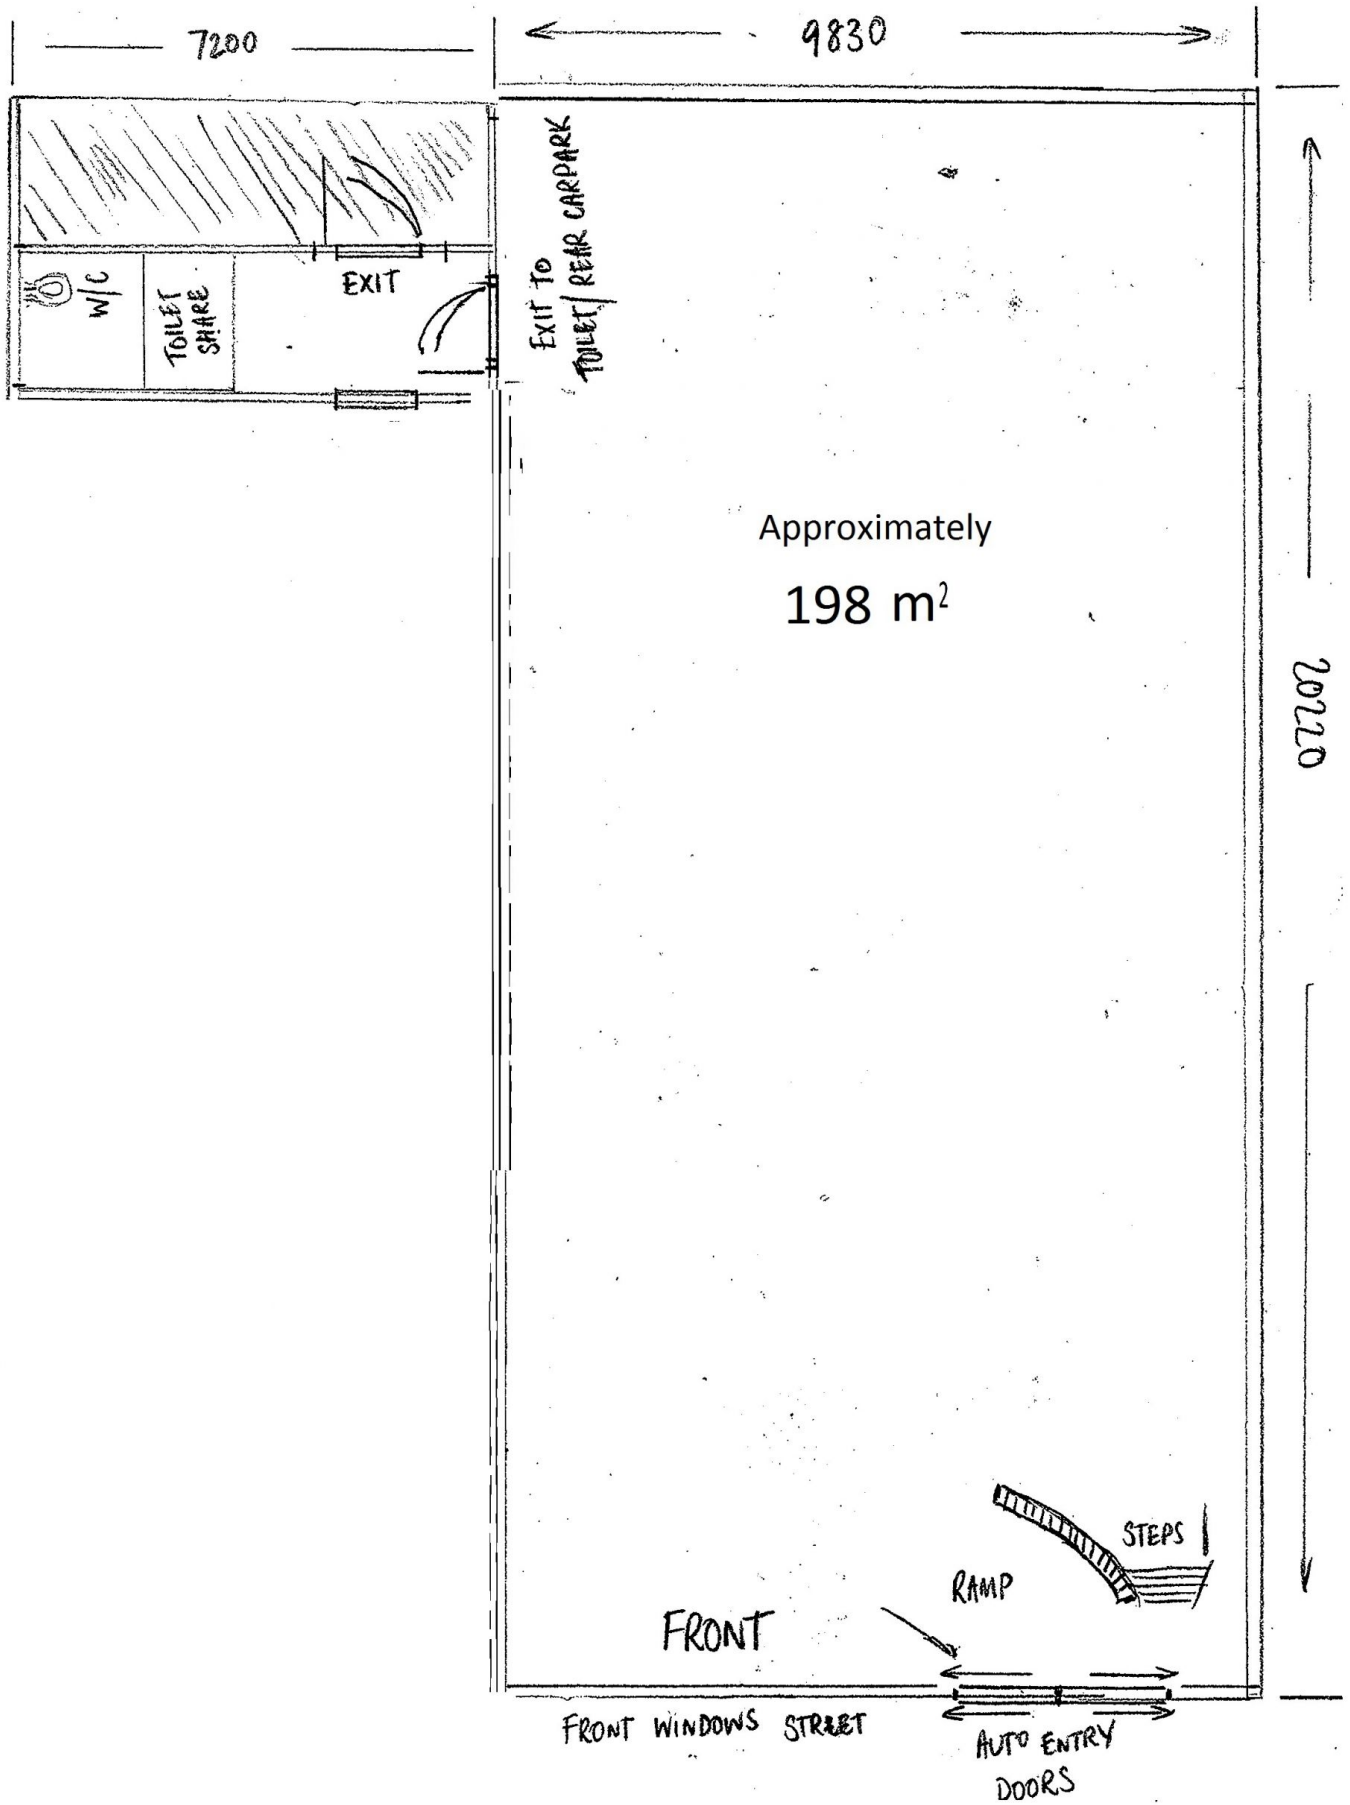 7200
9830
EXIT TO
TOILET/REAR CARPARK
EXIT
W/C
TOILET
SHARE
Approximately
198 m²
20220
STEPS
RAMP
FRONT
FRONT WINDOWS STREET
AUTO ENTRY
DOORS